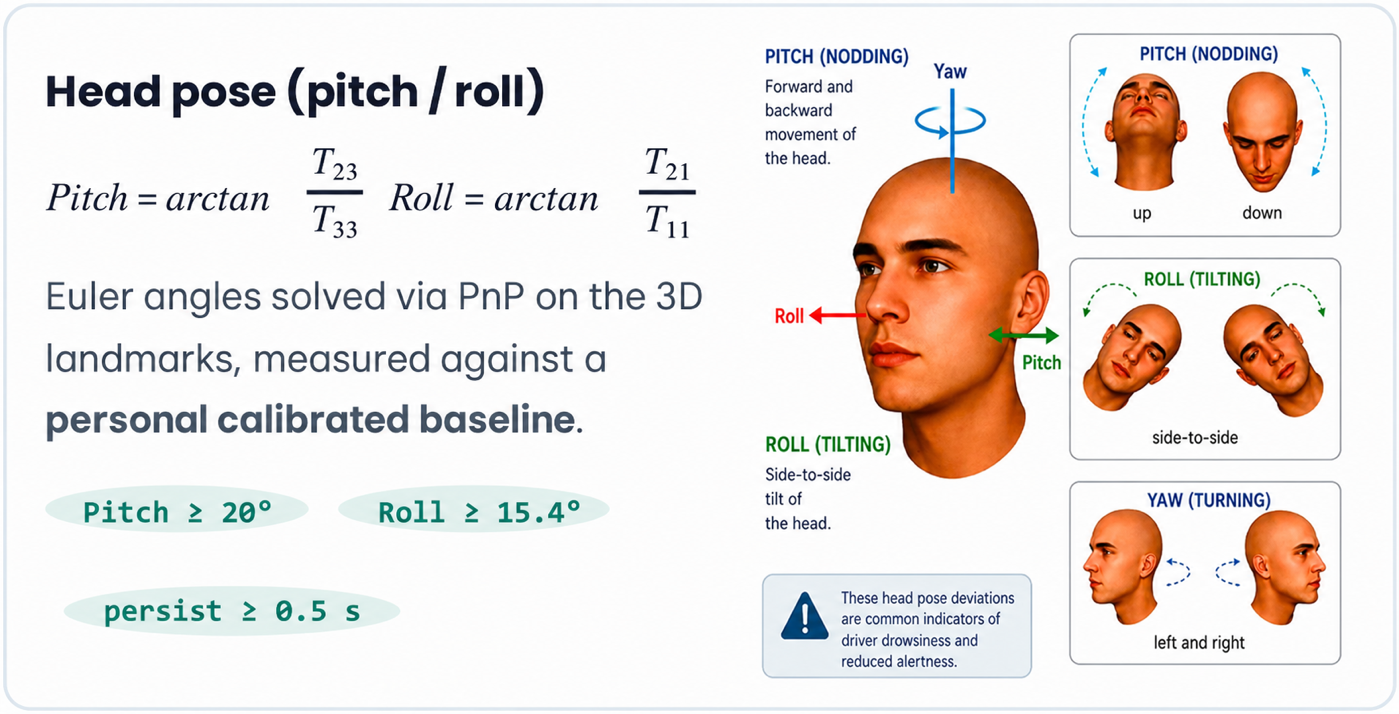 Head pose (pitch / roll)
Pitch = arctan T23/T33 Roll = arctan T21/T11
Euler angles solved via PnP on the 3D
landmarks, measured against a
personal calibrated baseline.
Pitch ≥ 20° Roll ≥ 15.4°
persist ≥ 0.5 s
PITCH (NODDING)
Forward and
backward
movement of
the head.
Yaw
Roll
Pitch
ROLL (TILTING)
Side-to-side
tilt of
the head.
These head pose deviations
are common indicators of
driver drowsiness and
reduced alertness.
PITCH (NODDING)
up down
ROLL (TILTING)
side-to-side
YAW (TURNING)
left and right